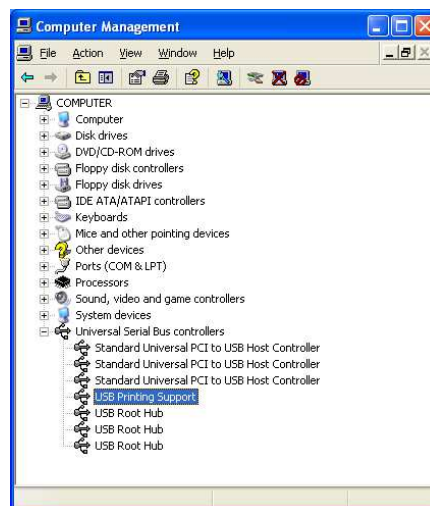 Computer Management
File Action View Window Help
COMPUTER
Computer
Disk drives
DVD/CD-ROM drives
Floppy disk controllers
Floppy disk drives
IDE ATA/ATAPI controllers
Keyboards
Mice and other pointing devices
Other devices
Ports (COM & LPT)
Processors
Sound, video and game controllers
System devices
Universal Serial Bus controllers
Standard Universal PCI to USB Host Controller
Standard Universal PCI to USB Host Controller
Standard Universal PCI to USB Host Controller
USB Printing Support
USB Root Hub
USB Root Hub
USB Root Hub